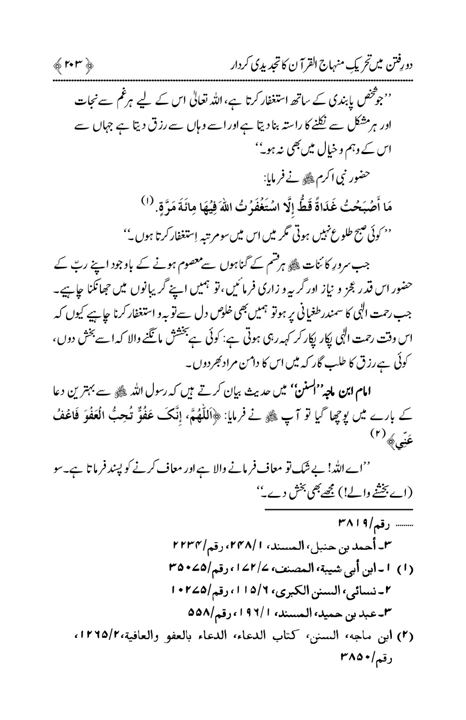 دورِفتن میں تحریکِ منہاج القرآن کا تجدیدی کردار ﴿ ۲۰۳ ﴾
’’جو شخص پابندی کے ساتھ استغفار کرتا ہے، اللہ تعالیٰ اس کے لیے ہر غم سے نجات
اور ہر مشکل سے نکلنے کا راستہ بنا دیتا ہے اور اسے وہاں سے رزق دیتا ہے جہاں سے
اس کے وہم و خیال میں بھی نہ ہو۔‘‘
حضور نبی اکرم ﷺ نے فرمایا:
مَا أَصْبَحْتُ غَدَاةً قَطُّ إِلَّا اسْتَغْفَرْتُ اللهَ فِيْهَا مِائَةَ مَرَّةٍ. (۱)
’’کوئی صبح طلوع نہیں ہوتی مگر میں اس میں سو مرتبہ اِستغفار کرتا ہوں۔‘‘
جب سرورِ کائنات ﷺ ہر قسم کے گناہوں سے معصوم ہونے کے باوجود اپنے ربّ کے
حضور اس قدر عجز و نیاز اور گریہ و زاری فرمائیں، تو ہمیں اپنے گریبانوں میں جھانکنا چاہیے۔
جب رحمت الٰہی کا سمندر طغیانی پر ہو تو ہمیں بھی خلوص دل سے توبہ و استغفار کرنا چاہیے کیوں کہ
اس وقت رحمت الٰہی پکار پکار کر کہہ رہی ہوتی ہے: کوئی ہے بخشش مانگنے والا کہ اسے بخش دوں،
کوئی ہے رزق کا طلب گار کہ میں اس کا دامن مراد بھر دوں۔
امام ابن ماجہ ’’السنن‘‘ میں حدیث بیان کرتے ہیں کہ رسول اللہ ﷺ سے بہترین دعا
کے بارے میں پوچھا گیا تو آپ ﷺ نے فرمایا: ﴿اَللّٰهُمَّ، إِنَّکَ عَفُوٌّ تُحِبُّ الْعَفْوَ فَاعْفُ
عَنِّي﴾ (۲)
’’اے اللہ! بے شک تو معاف فرمانے والا ہے اور معاف کرنے کو پسند فرماتا ہے۔ سو
(اے بخشنے والے!) مجھے بھی بخش دے۔‘‘
......... رقم/۳۸۱۹
۳۔ أحمد بن حنبل، المسند، ۱/۲۴۸، رقم/۲۲۳۴
(۱) ۱۔ ابن أبي شيبة، المصنف، ۷/۱۷۲، رقم/۳۵۰۷۵
۲۔ نسائی، السنن الکبری، ۶/۱۱۵، رقم/۱۰۲۷۵
۳۔ عبد بن حميد، المسند، ۱/۱۹۶، رقم/۵۵۸
(۲) ابن ماجه، السنن، کتاب الدعاء، الدعاء بالعفو والعافية، ۲/۱۲۶۵،
رقم/۳۸۵۰